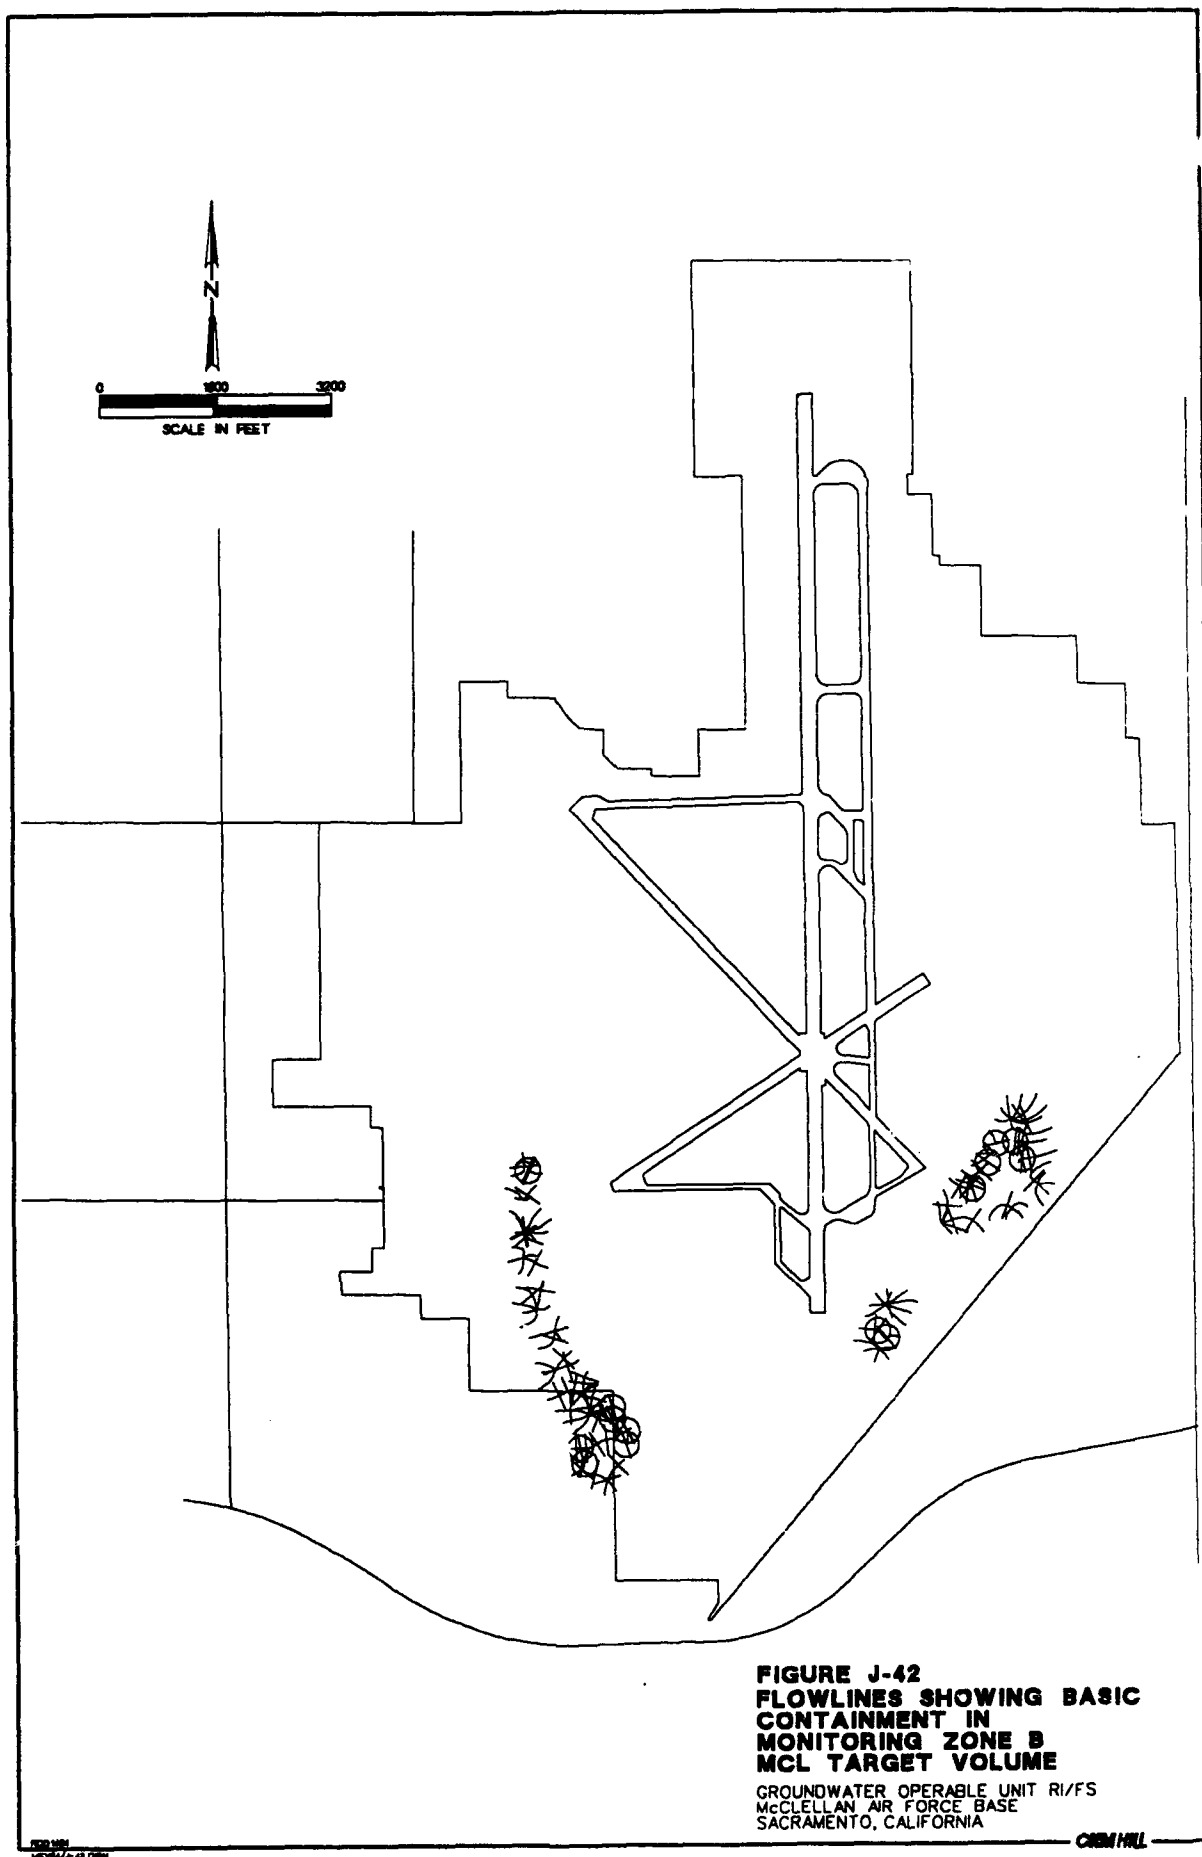 N
0 1600 3200
SCALE IN FEET
FIGURE J-42
FLOWLINES SHOWING BASIC
CONTAINMENT IN
MONITORING ZONE B
MCL TARGET VOLUME
GROUNDWATER OPERABLE UNIT RI/FS
McCLELLAN AIR FORCE BASE
SACRAMENTO, CALIFORNIA
CH2M HILL